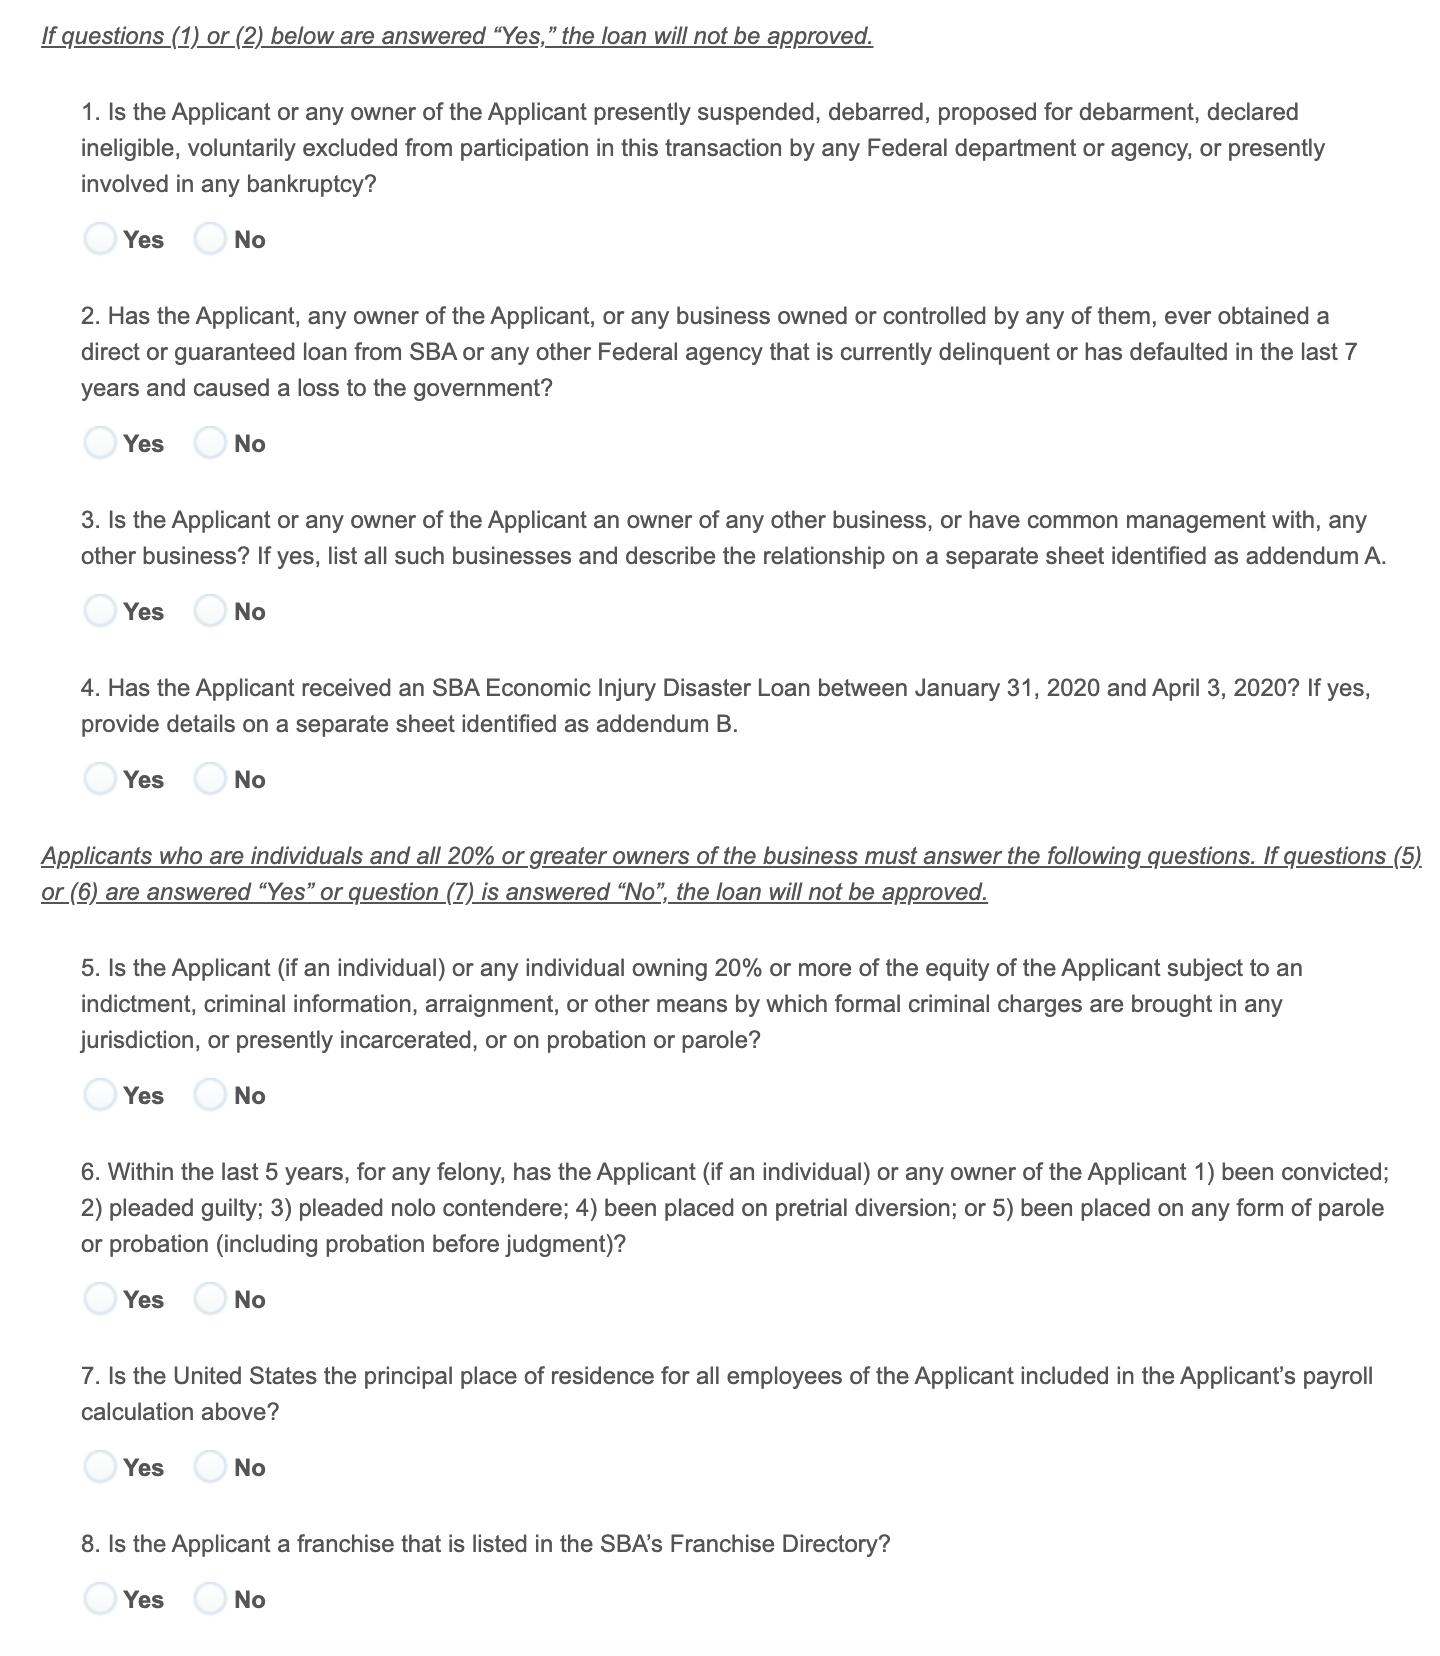 If questions (1) or (2) below are answered “Yes,” the loan will not be approved.
1. Is the Applicant or any owner of the Applicant presently suspended, debarred, proposed for debarment, declared
ineligible, voluntarily excluded from participation in this transaction by any Federal department or agency, or presently
involved in any bankruptcy?
Yes No
2. Has the Applicant, any owner of the Applicant, or any business owned or controlled by any of them, ever obtained a
direct or guaranteed loan from SBA or any other Federal agency that is currently delinquent or has defaulted in the last 7
years and caused a loss to the government?
Yes No
3. Is the Applicant or any owner of the Applicant an owner of any other business, or have common management with, any
other business? If yes, list all such businesses and describe the relationship on a separate sheet identified as addendum A.
Yes No
4. Has the Applicant received an SBA Economic Injury Disaster Loan between January 31, 2020 and April 3, 2020? If yes,
provide details on a separate sheet identified as addendum B.
Yes No
Applicants who are individuals and all 20% or greater owners of the business must answer the following questions. If questions (5)
or (6) are answered “Yes” or question (7) is answered “No”, the loan will not be approved.
5. Is the Applicant (if an individual) or any individual owning 20% or more of the equity of the Applicant subject to an
indictment, criminal information, arraignment, or other means by which formal criminal charges are brought in any
jurisdiction, or presently incarcerated, or on probation or parole?
Yes No
6. Within the last 5 years, for any felony, has the Applicant (if an individual) or any owner of the Applicant 1) been convicted;
2) pleaded guilty; 3) pleaded nolo contendere; 4) been placed on pretrial diversion; or 5) been placed on any form of parole
or probation (including probation before judgment)?
Yes No
7. Is the United States the principal place of residence for all employees of the Applicant included in the Applicant’s payroll
calculation above?
Yes No
8. Is the Applicant a franchise that is listed in the SBA’s Franchise Directory?
Yes No